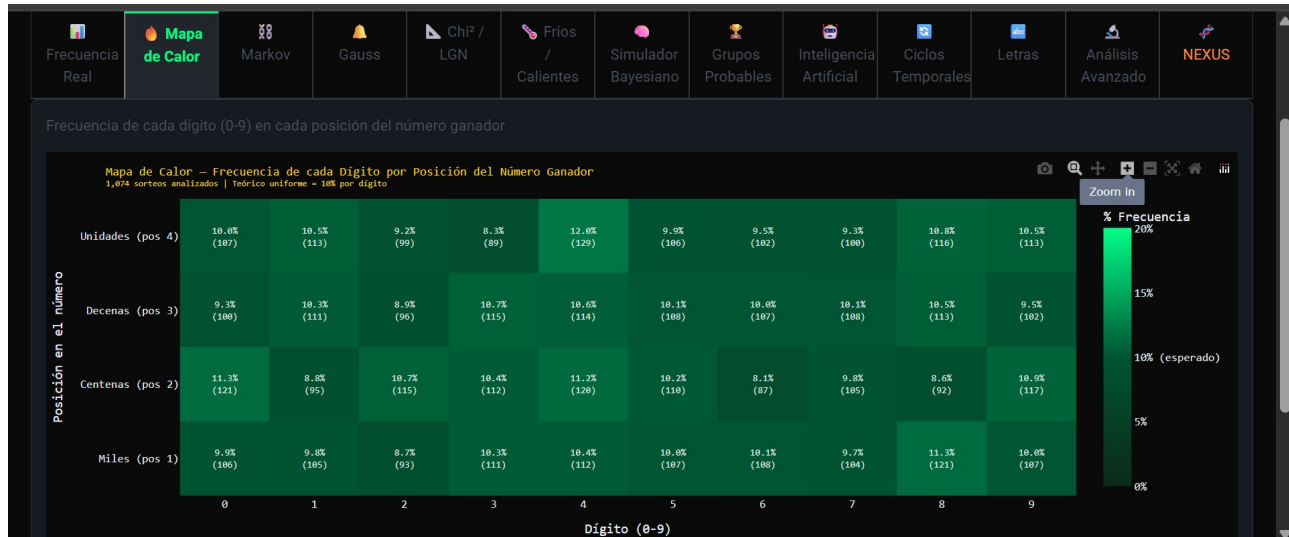 📊 Frecuencia Real
🔥 Mapa de Calor
⛓ Markov
🔔 Gauss
📐 Chi² / LGN
🌡 Fríos / Calientes
🧠 Simulador Bayesiano
🏆 Grupos Probables
🤖 Inteligencia Artificial
🔄 Ciclos Temporales
abc Letras
🔬 Análisis Avanzado
🧬 NEXUS
Frecuencia de cada dígito (0-9) en cada posición del número ganador
Mapa de Calor — Frecuencia de cada Dígito por Posición del Número Ganador
1,074 sorteos analizados | Teórico uniforme = 10% por dígito
Zoom in
% Frecuencia
20%
15%
10% (esperado)
5%
0%
Posición en el número
Unidades (pos 4) 10.0% 10.5% 9.2% 8.3% 12.0% 9.9% 9.5% 9.3% 10.8% 10.5%
(107) (113) (99) (89) (129) (106) (102) (100) (116) (113)
Decenas (pos 3) 9.3% 10.3% 8.9% 10.7% 10.6% 10.1% 10.0% 10.1% 10.5% 9.5%
(100) (111) (96) (115) (114) (108) (107) (108) (113) (102)
Centenas (pos 2) 11.3% 8.8% 10.7% 10.4% 11.2% 10.2% 8.1% 9.8% 8.6% 10.9%
(121) (95) (115) (112) (120) (110) (87) (105) (92) (117)
Miles (pos 1) 9.9% 9.8% 8.7% 10.3% 10.4% 10.0% 10.1% 9.7% 11.3% 10.0%
(106) (105) (93) (111) (112) (107) (108) (104) (121) (107)
0 1 2 3 4 5 6 7 8 9
Dígito (0-9)